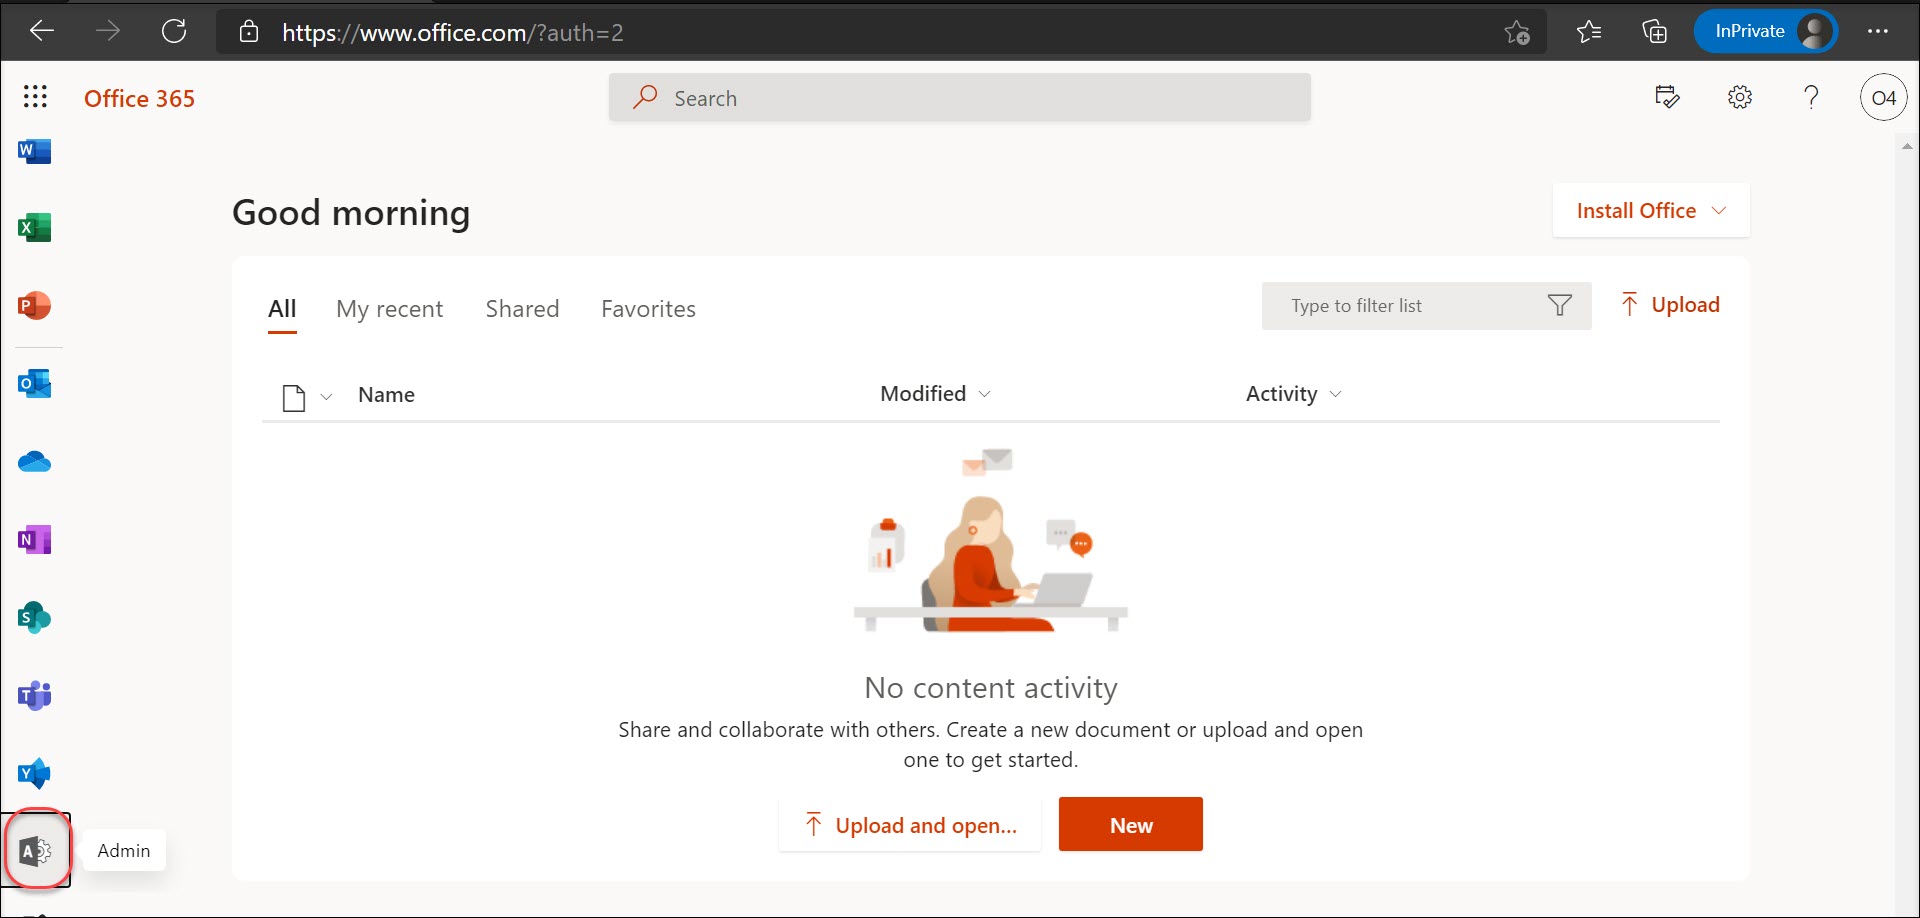 https://www.office.com/?auth=2
InPrivate
Office 365
Search
O4
W
X
P
O
N
S
T
Y
A
Admin
Good morning
Install Office
All My recent Shared Favorites
Type to filter list
Upload
Name Modified Activity
No content activity
Share and collaborate with others. Create a new document or upload and open
one to get started.
Upload and open...
New